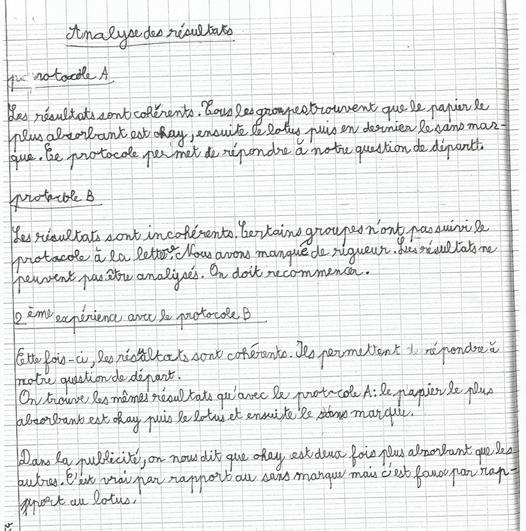 Analyse des résultats
protocole A
Les résultats sont cohérents. Tous les groupes trouvent que le papier le
plus absorbant est okay, ensuite le lotus puis en dernier le sans mar-
que. Ce protocole permet de répondre à notre question de départ.
protocole B
Les résultats sont incohérents. Certains groupes n'ont pas suivi le
protocole à la lettre. Nous avons manqué de rigueur. Les résultats ne
peuvent pas être analysés. On doit recommencer.
2ème expérience avec le protocole B
Cette fois-ci, les résultats sont cohérents. Ils permettent de répondre à
notre question de départ.
On trouve les mêmes résultats qu'avec le protocole A: le papier le plus
absorbant est okay puis le lotus et ensuite le sans marque.
Dans la publicité, on nous dit que okay est deux fois plus absorbant que les
autres. C'est vrai par rapport au sans marque mais c'est faux par rap-
pport au lotus.